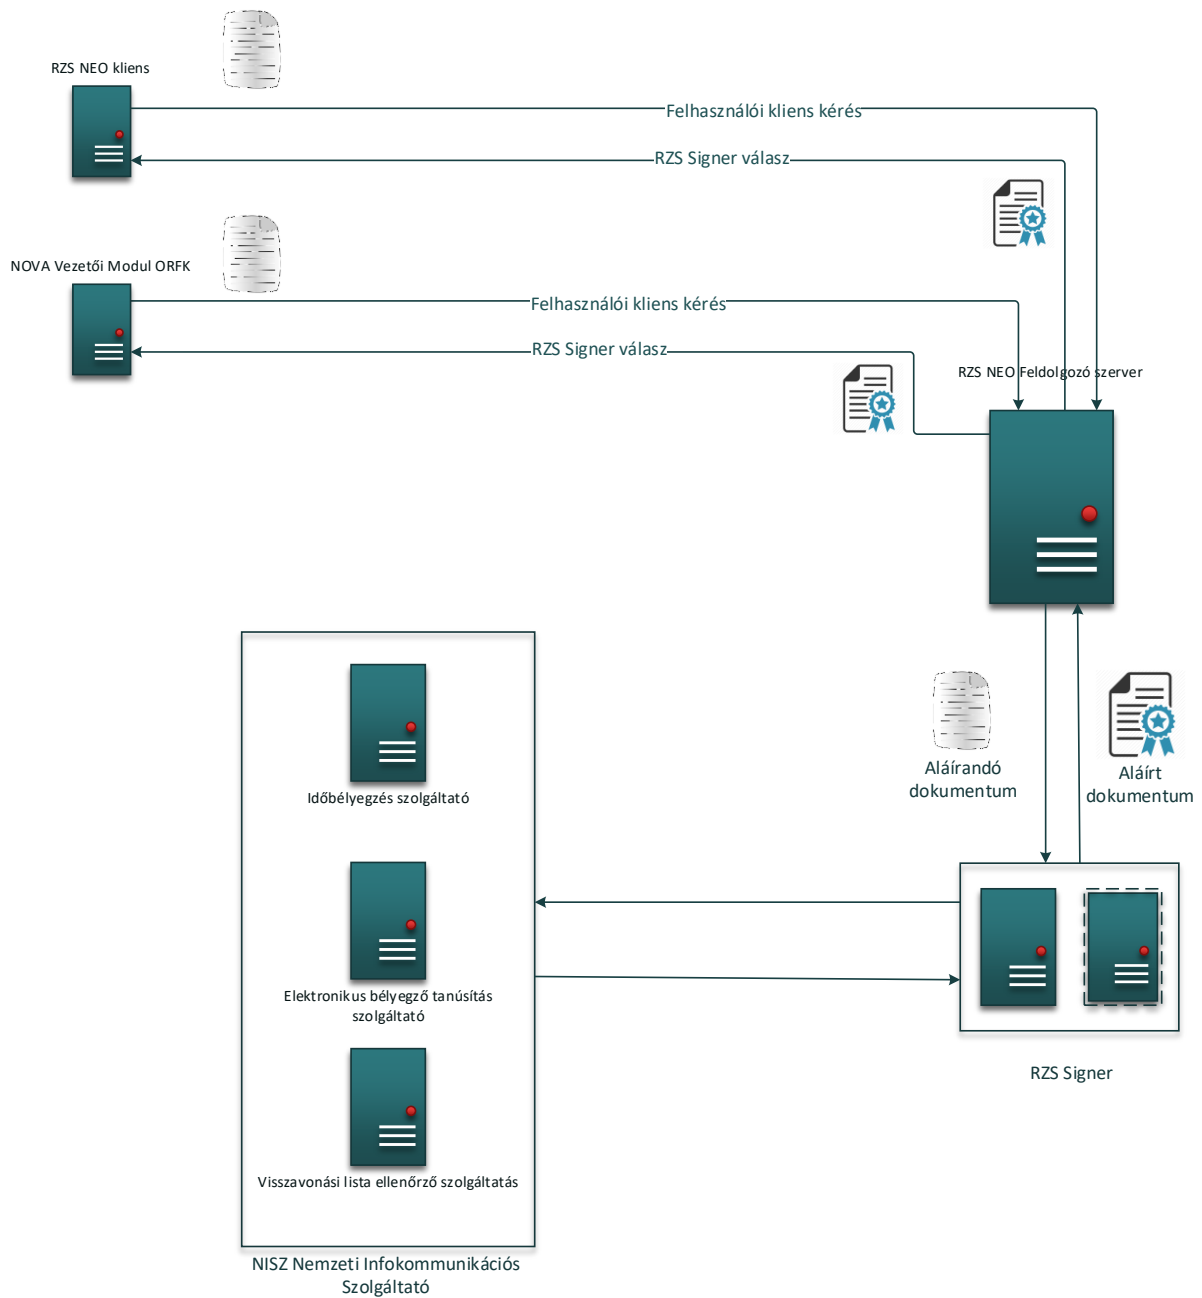 RZS NEO kliens
Felhasználói kliens kérés
RZS Signer válasz
NOVA Vezetői Modul ORFK
Felhasználói kliens kérés
RZS Signer válasz
RZS NEO Feldolgozó szerver
Aláírandó
dokumentum
Aláírt
dokumentum
Időbélyegzés szolgáltató
Elektronikus bélyegző tanúsítás
szolgáltató
RZS Signer
Visszavonási lista ellenőrző szolgáltatás
NISZ Nemzeti Infokommunikációs
Szolgáltató